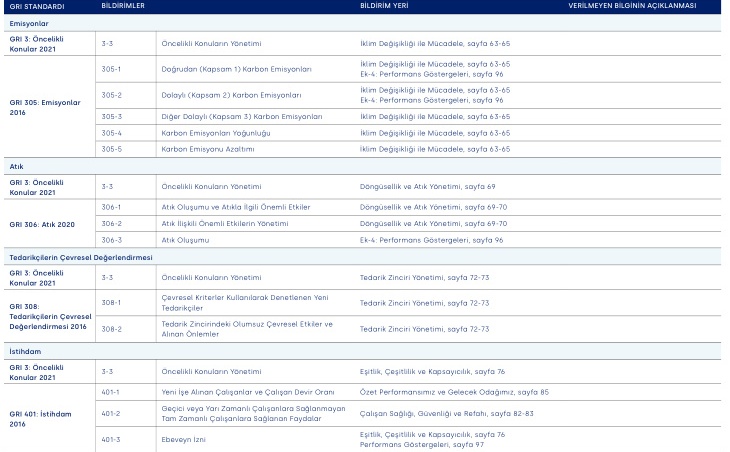 GRI STANDARDI BİLDİRİMLER BİLDİRİM YERİ VERİLMEYEN BİLGİNİN AÇIKLAMASI
Emisyonlar
GRI 3: Öncelikli
Konular 2021
3-3 Öncelikli Konuların Yönetimi İklim Değişikliği ile Mücadele, sayfa 63-65
GRI 305: Emisyonlar
2016
305-1 Doğrudan (Kapsam 1) Karbon Emisyonları İklim Değişikliği ile Mücadele, sayfa 63-65
Ek-4: Performans Göstergeleri, sayfa 96
305-2 Dolaylı (Kapsam 2) Karbon Emisyonları İklim Değişikliği ile Mücadele, sayfa 63-65
Ek-4: Performans Göstergeleri, sayfa 96
305-3 Diğer Dolaylı (Kapsam 3) Karbon Emisyonları İklim Değişikliği ile Mücadele, sayfa 63-65
305-4 Karbon Emisyonları Yoğunluğu İklim Değişikliği ile Mücadele, sayfa 63-65
305-5 Karbon Emisyonu Azaltımı İklim Değişikliği ile Mücadele, sayfa 63-65
Atık
GRI 3: Öncelikli
Konular 2021
3-3 Öncelikli Konuların Yönetimi Döngüsellik ve Atık Yönetimi, sayfa 69
GRI 306: Atık 2020
306-1 Atık Oluşumu ve Atıkla İlgili Önemli Etkiler Döngüsellik ve Atık Yönetimi, sayfa 69-70
306-2 Atık İlişkili Önemli Etkilerin Yönetimi Döngüsellik ve Atık Yönetimi, sayfa 69-70
306-3 Atık Oluşumu Ek-4: Performans Göstergeleri, sayfa 96
Tedarikçilerin Çevresel Değerlendirmesi
GRI 3: Öncelikli
Konular 2021
3-3 Öncelikli Konuların Yönetimi Tedarik Zinciri Yönetimi, sayfa 72-73
GRI 308:
Tedarikçilerin Çevresel
Değerlendirmesi 2016
308-1 Çevresel Kriterler Kullanılarak Denetlenen Yeni
Tedarikçiler
Tedarik Zinciri Yönetimi, sayfa 72-73
308-2 Tedarik Zincirindeki Olumsuz Çevresel Etkiler ve
Alınan Önlemler
Tedarik Zinciri Yönetimi, sayfa 72-73
İstihdam
GRI 3: Öncelikli
Konular 2021
3-3 Öncelikli Konuların Yönetimi Eşitlik, Çeşitlilik ve Kapsayıcılık, sayfa 76
GRI 401: İstihdam
2016
401-1 Yeni İşe Alınan Çalışanlar ve Çalışan Devir Oranı Özet Performansımız ve Gelecek Odağımız, sayfa 85
401-2 Geçici veya Yarı Zamanlı Çalışanlara Sağlanmayan
Tam Zamanlı Çalışanlara Sağlanan Faydalar
Çalışan Sağlığı, Güvenliği ve Refahı, sayfa 82-83
401-3 Ebeveyn İzni Eşitlik, Çeşitlilik ve Kapsayıcılık, sayfa 76
Performans Göstergeleri, sayfa 97